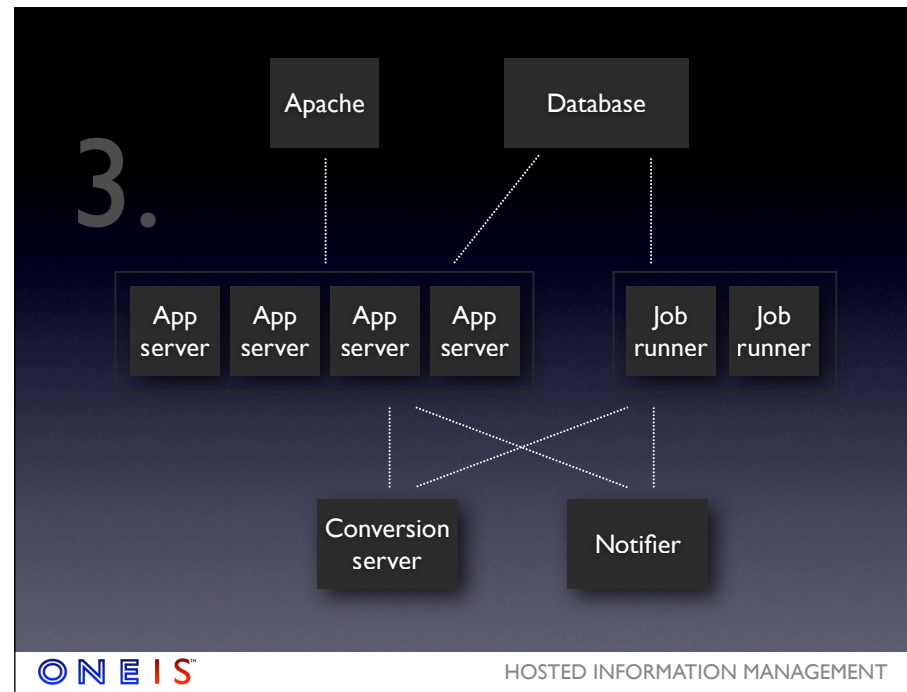 Apache
Database
3.
App
server
App
server
App
server
App
server
Job
runner
Job
runner
Conversion
server
Notifier
ONEIS™
HOSTED INFORMATION MANAGEMENT